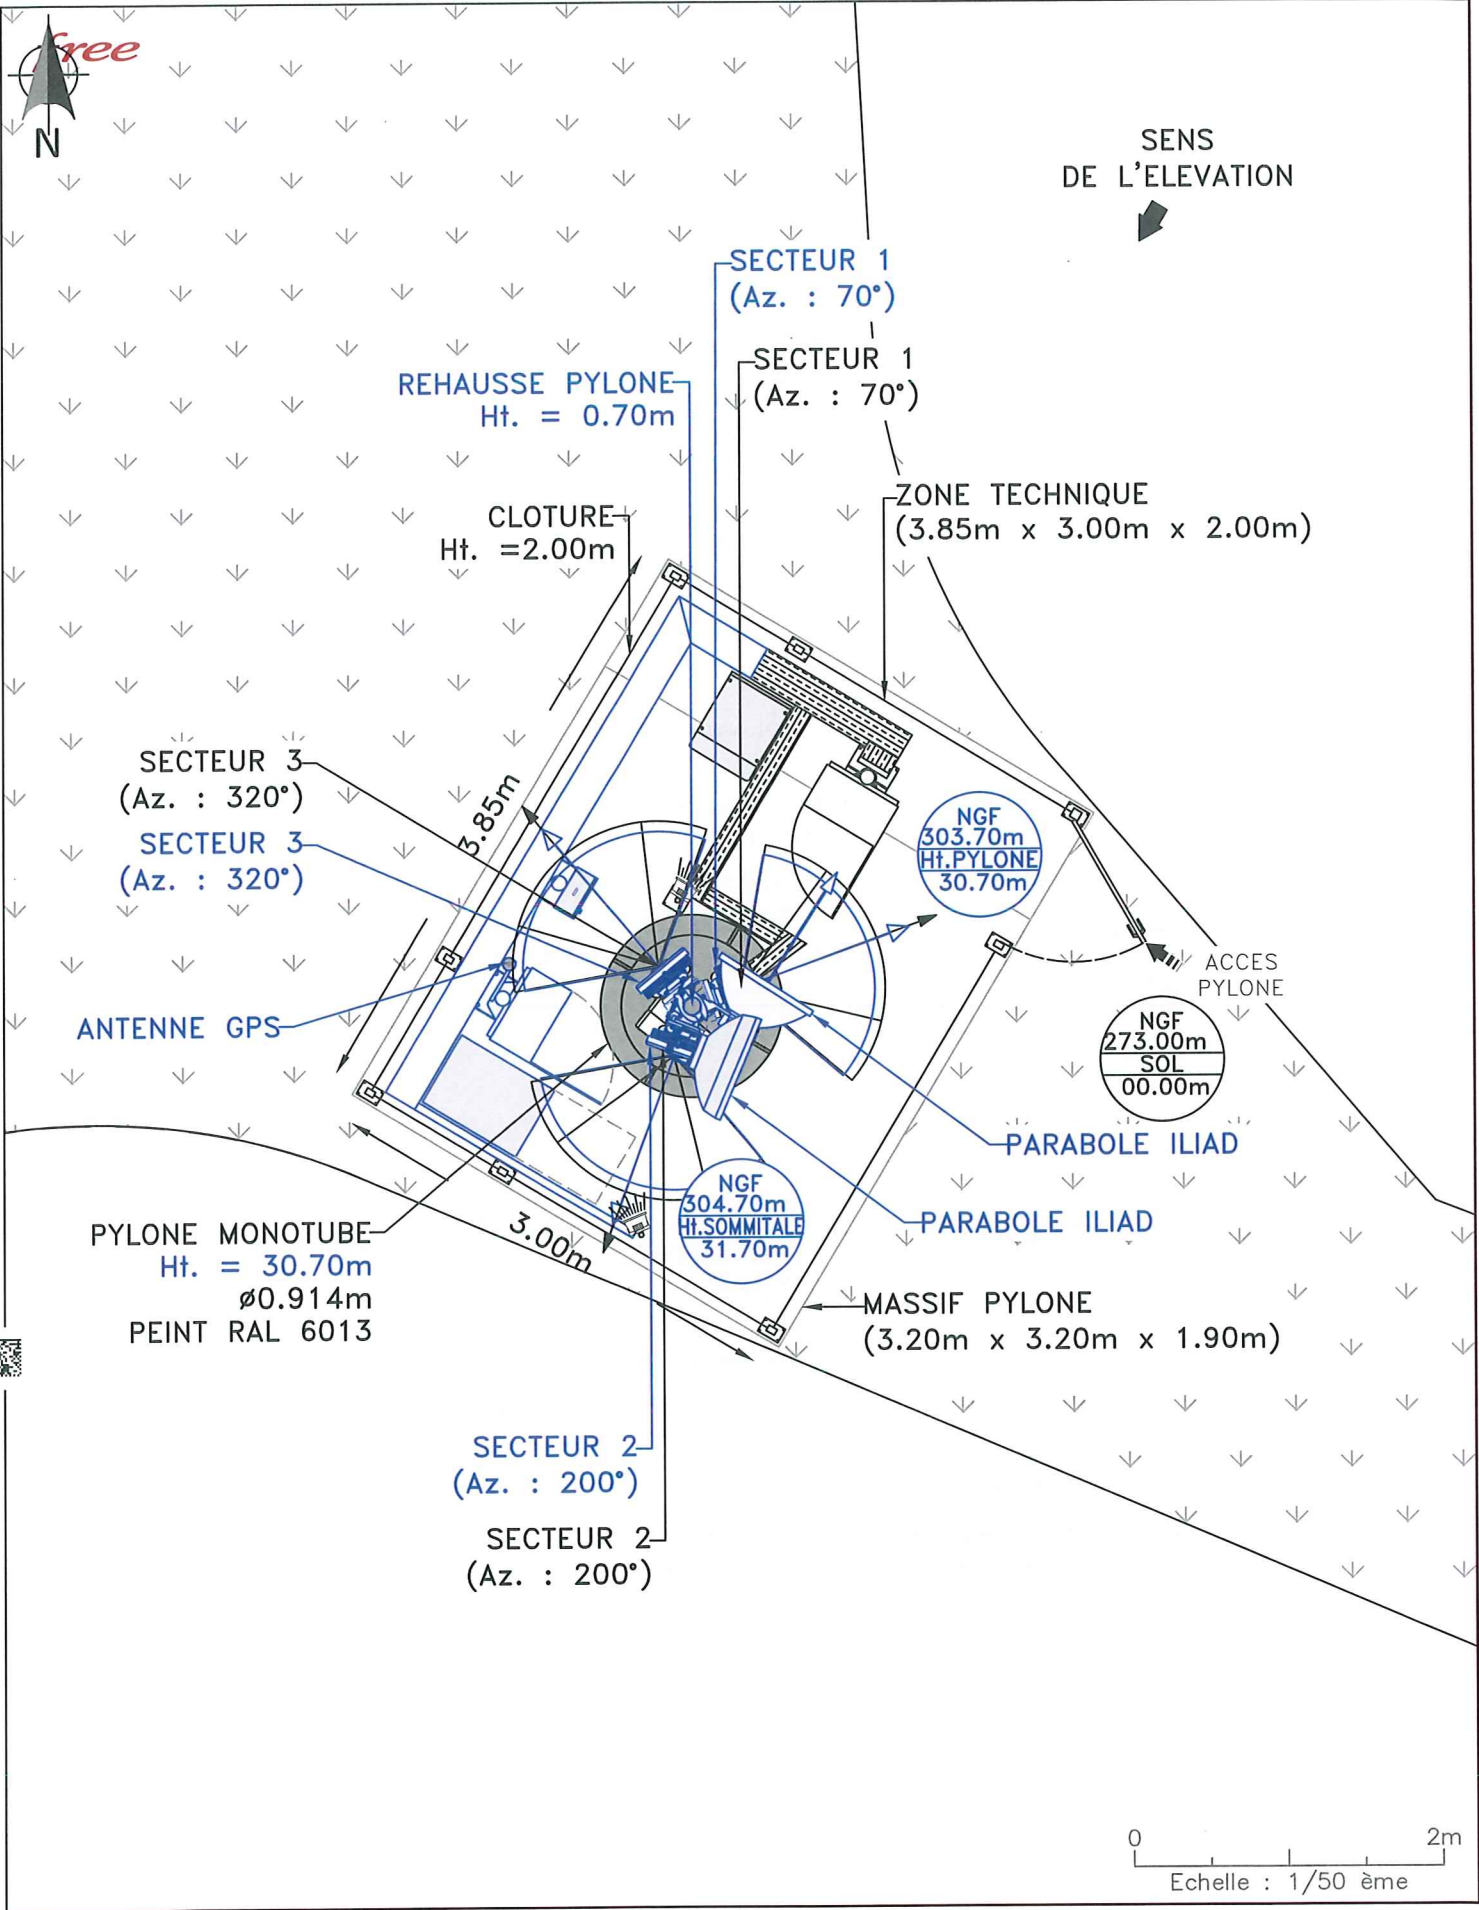 free
N
SENS
DE L'ELEVATION
SECTEUR 1
(Az. : 70°)
SECTEUR 1
(Az. : 70°)
REHAUSSE PYLONE
Ht. = 0.70m
ZONE TECHNIQUE
(3.85m x 3.00m x 2.00m)
CLOTURE
Ht. =2.00m
SECTEUR 3
(Az. : 320°)
SECTEUR 3
(Az. : 320°)
3.85m
NGF
303.70m
Ht.PYLONE
30.70m
ACCES
PYLONE
ANTENNE GPS
NGF
273.00m
SOL
00.00m
PARABOLE ILIAD
PARABOLE ILIAD
NGF
304.70m
Ht.SOMMITALE
31.70m
3.00m
PYLONE MONOTUBE
Ht. = 30.70m
ø0.914m
PEINT RAL 6013
MASSIF PYLONE
(3.20m x 3.20m x 1.90m)
SECTEUR 2
(Az. : 200°)
SECTEUR 2
(Az. : 200°)
0 2m
Echelle : 1/50 ème